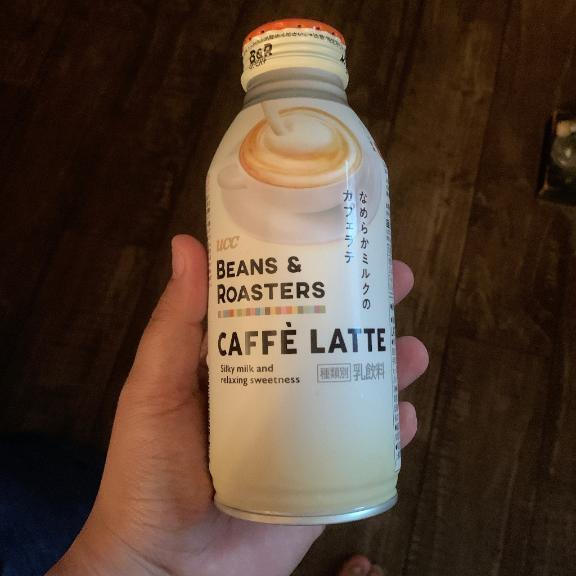 B&R
なめらかミルクの
カフェラテ
ucc
BEANS &
ROASTERS
CAFFÈ LATTE
Silky milk and
relaxing sweetness
種類別 乳飲料